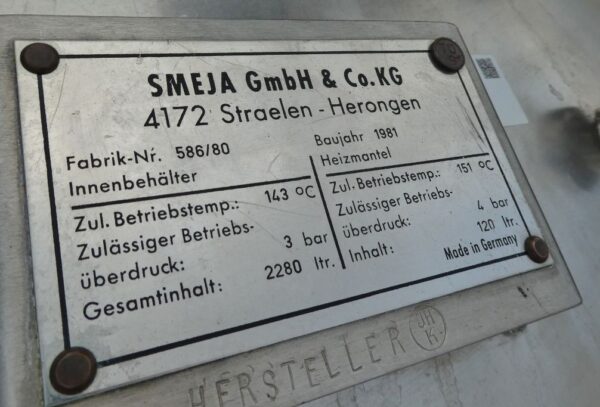 SMEJA GmbH & Co.KG
4172 Straelen - Herongen
Fabrik-Nr. 586/80
Baujahr 1981
Innenbehälter
Heizmantel
Zul. Betriebstemp.: 143 °C
Zulässiger Betriebs-
überdruck: 3 bar
Gesamtinhalt: 2280 ltr.
Zul. Betriebstemp.: 151 °C
Zulässiger Betriebs-
überdruck: 4 bar
Inhalt: 120 ltr.
Made in Germany
HERSTELLER